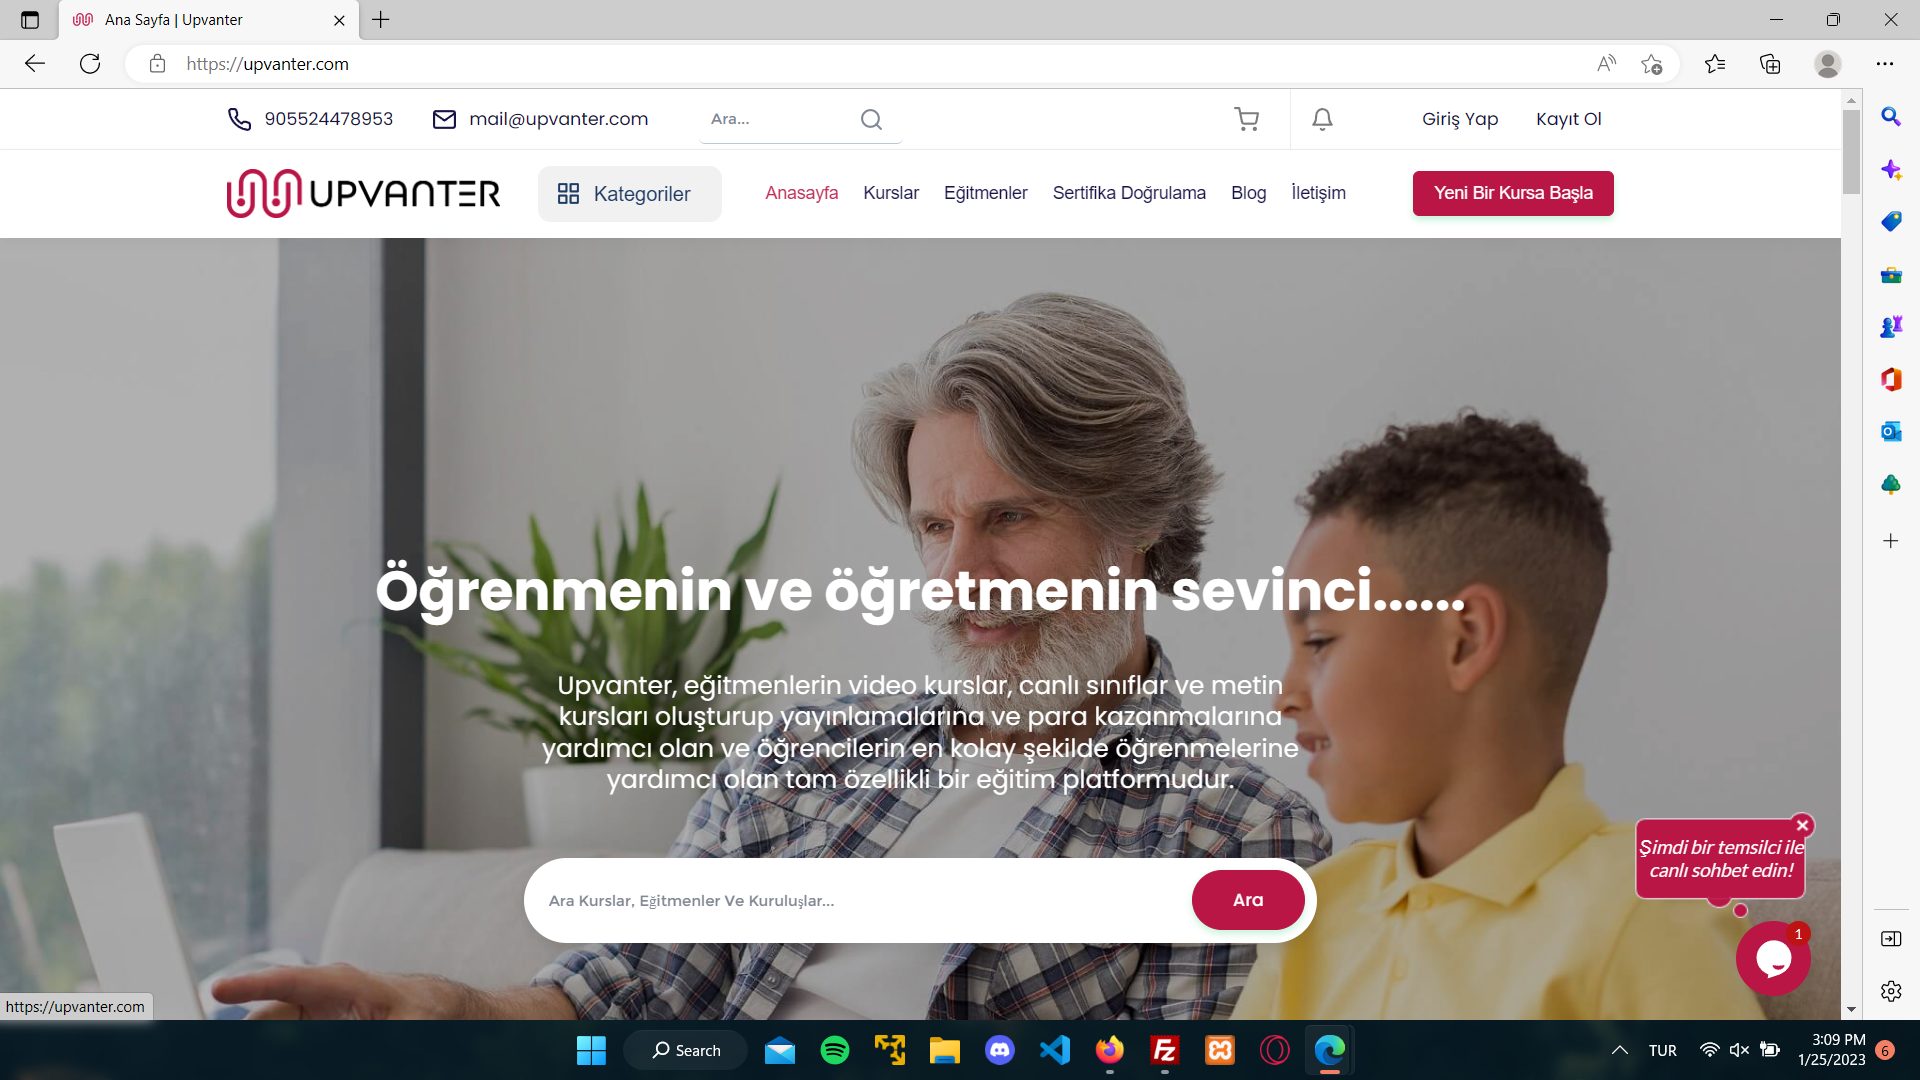 Ana Sayfa | Upvanter
https://upvanter.com
905524478953
mail@upvanter.com
Ara...
Giriş Yap
Kayıt Ol
UPVANTER
Kategoriler
Anasayfa
Kurslar
Eğitmenler
Sertifika Doğrulama
Blog
İletişim
Yeni Bir Kursa Başla
Öğrenmenin ve öğretmenin sevinci......
Upvanter, eğitmenlerin video kurslar, canlı sınıflar ve metin
kursları oluşturup yayınlamalarına ve para kazanmalarına
yardımcı olan ve öğrencilerin en kolay şekilde öğrenmelerine
yardımcı olan tam özellikli bir eğitim platformudur.
Ara Kurslar, Eğitmenler Ve Kuruluşlar...
Ara
Şimdi bir temsilci ile
canlı sohbet edin!
1
https://upvanter.com
Search
TUR
3:09 PM
1/25/2023
6